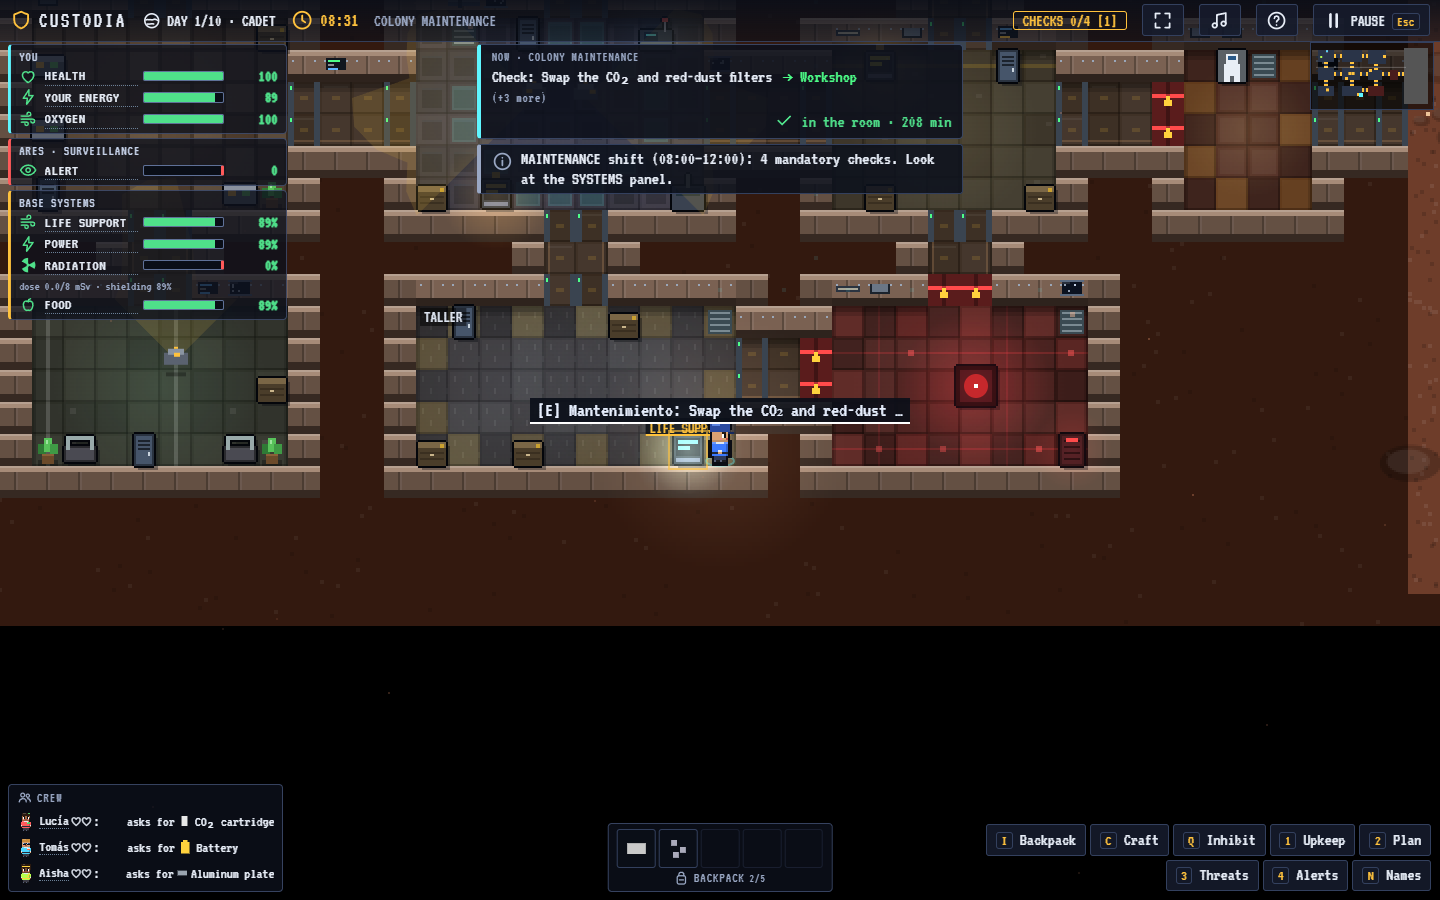 CUSTODIA
DAY 1/10 · CADET
08:31
COLONY MAINTENANCE
CHECKS 0/4 [1]
PAUSE Esc
YOU
HEALTH 100
YOUR ENERGY 89
OXYGEN 100
ARES · SURVEILLANCE
ALERT 0
BASE SYSTEMS
LIFE SUPPORT 89%
POWER 89%
RADIATION 0%
dose 0.0/8 mSv · shielding 89%
FOOD 89%
NOW · COLONY MAINTENANCE
Check: Swap the CO₂ and red-dust filters → Workshop
(+3 more)
in the room · 208 min
MAINTENANCE shift (08:00–12:00): 4 mandatory checks. Look
at the SYSTEMS panel.
TALLER
[E] Mantenimiento: Swap the CO₂ and red-dust …
LIFE SUPP
CREW
Lucía♡♡: asks for CO₂ cartridge
Tomás♡♡: asks for Battery
Aisha♡♡: asks for Aluminum plate
BACKPACK 2/5
I Backpack
C Craft
Q Inhibit
1 Upkeep
2 Plan
3 Threats
4 Alerts
N Names